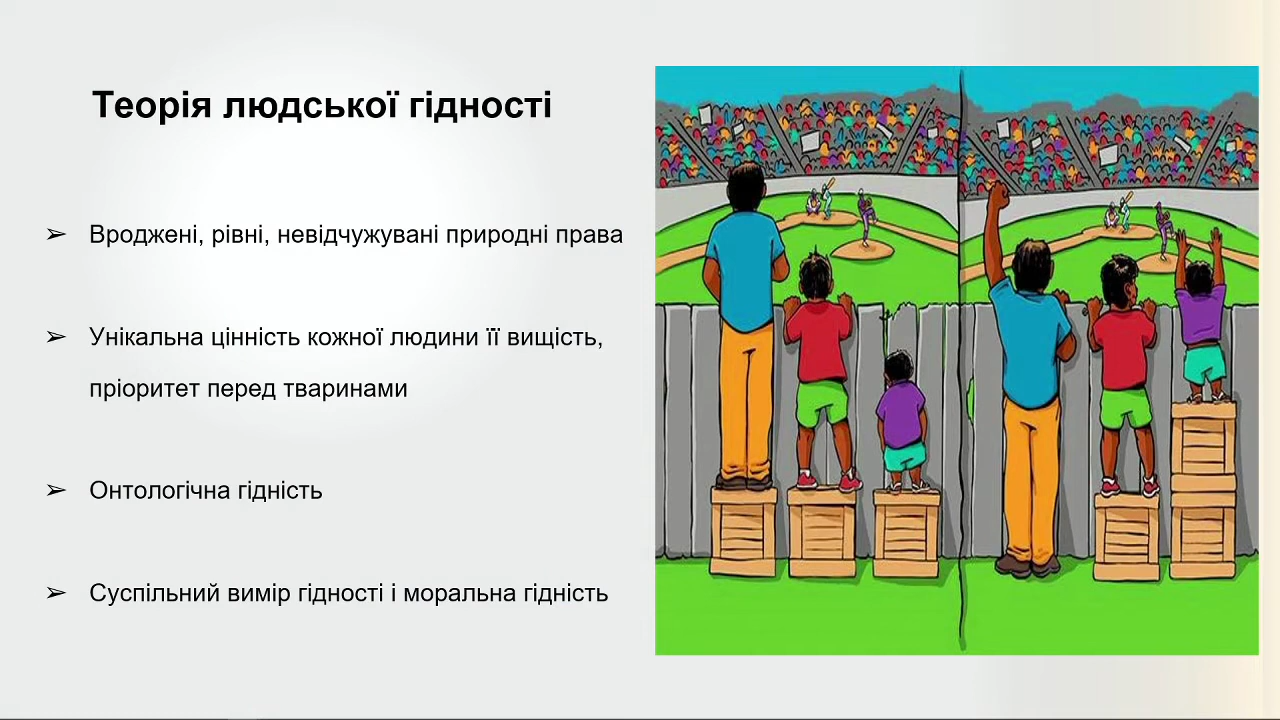 Теорія людської гідності
➢ Вроджені, рівні, невідчужувані природні права
➢ Унікальна цінність кожної людини її вищість,
пріоритет перед тваринами
➢ Онтологічна гідність
➢ Суспільний вимір гідності і моральна гідність